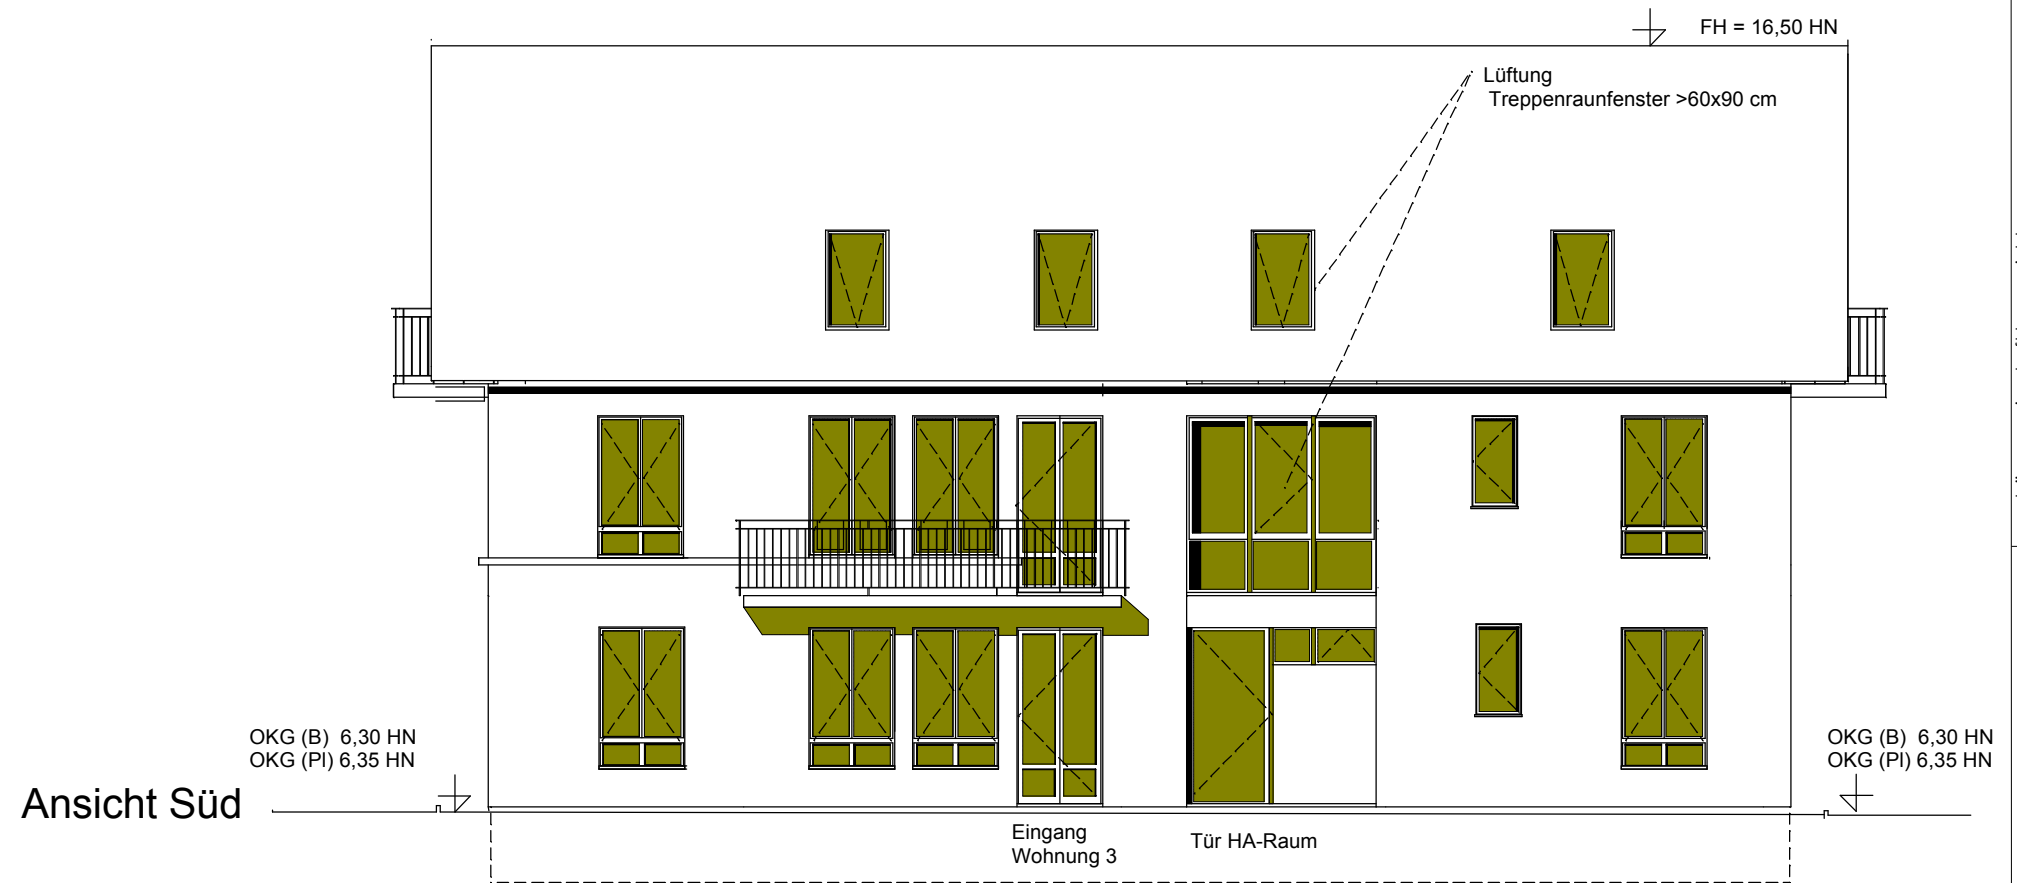 FH = 16,50 HN
Lüftung
Treppenraunfenster >60x90 cm
OKG (B) 6,30 HN
OKG (Pl) 6,35 HN
OKG (B) 6,30 HN
OKG (Pl) 6,35 HN
Ansicht Süd
Eingang
Wohnung 3
Tür HA-Raum